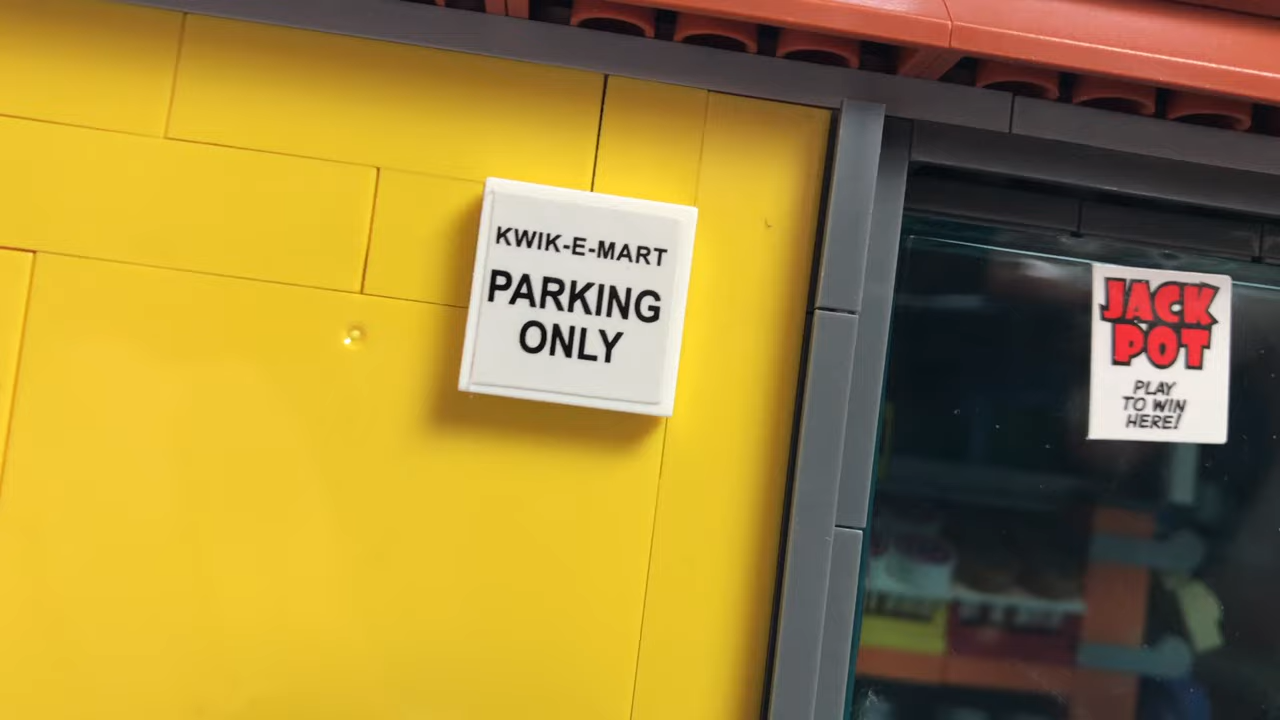 KWIK-E-MART
PARKING
ONLY
JACK
POT
PLAY
TO WIN
HERE!